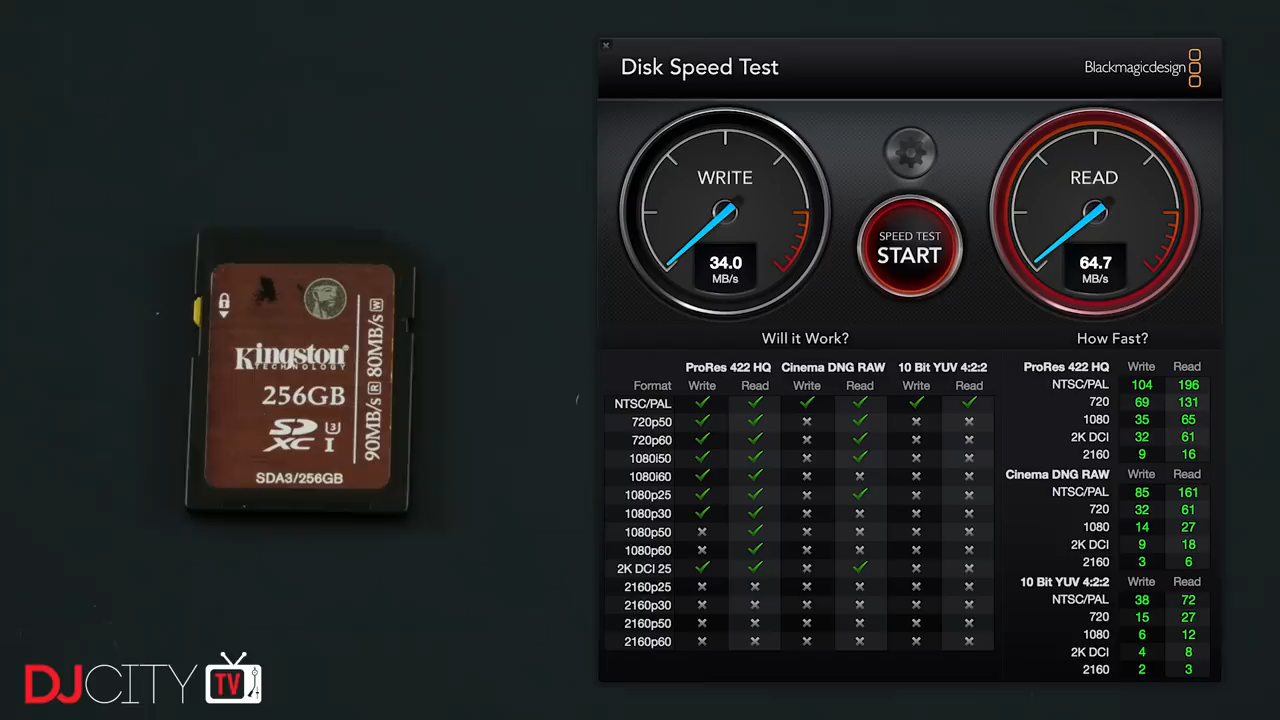 Kingston
TECHNOLOGY
256GB
SD XC I U3
90MB/s R 80MB/s W
SDA3/256GB
DJCITY TV
Disk Speed Test
Blackmagicdesign
WRITE
34.0
MB/s
SPEED TEST
START
READ
64.7
MB/s
Will it Work?
ProRes 422 HQ Cinema DNG RAW 10 Bit YUV 4:2:2
Format Write Read Write Read Write Read
NTSC/PAL
720p50
720p60
1080i50
1080i60
1080p25
1080p30
1080p50
1080p60
2K DCI 25
2160p25
2160p30
2160p50
2160p60
How Fast?
ProRes 422 HQ Write Read
NTSC/PAL 104 196
720 69 131
1080 35 65
2K DCI 32 61
2160 9 16
Cinema DNG RAW Write Read
NTSC/PAL 85 161
720 32 61
1080 14 27
2K DCI 9 18
2160 3 6
10 Bit YUV 4:2:2 Write Read
NTSC/PAL 38 72
720 15 27
1080 6 12
2K DCI 4 8
2160 2 3